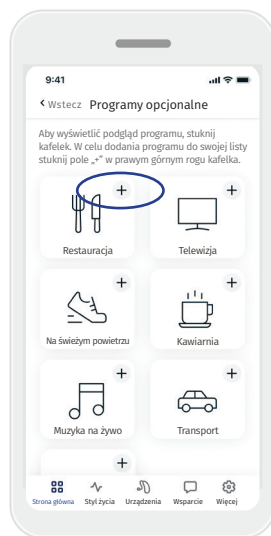 9:41
Wstecz Programy opcjonalne
Aby wyświetlić podgląd programu, stuknij
kafelek. W celu dodania programu do swojej listy
stuknij pole „+" w prawym górnym rogu kafelka.
+ +
Restauracja Telewizja
+ +
Na świeżym powietrzu Kawiarnia
+ +
Muzyka na żywo Transport
+
Strona główna Styl życia Urządzenia Wsparcie Więcej